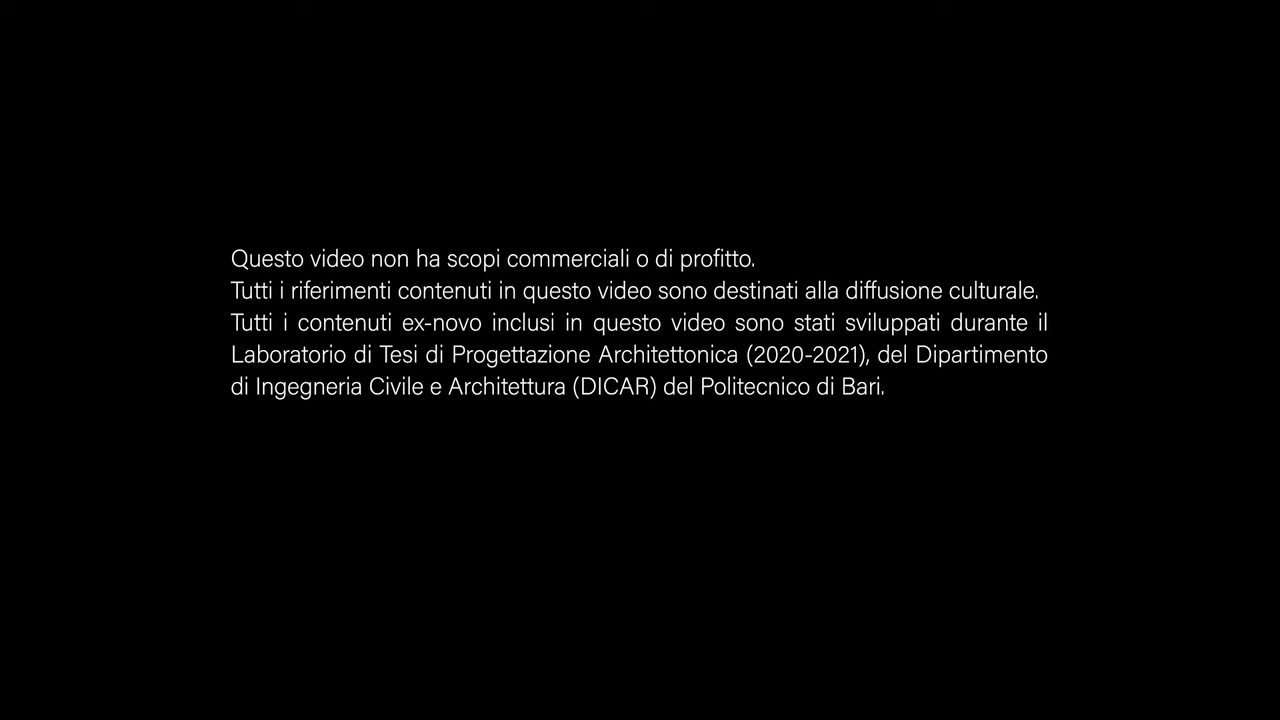 Questo video non ha scopi commerciali o di profitto.
Tutti i riferimenti contenuti in questo video sono destinati alla diffusione culturale.
Tutti i contenuti ex-novo inclusi in questo video sono stati sviluppati durante il
Laboratorio di Tesi di Progettazione Architettonica (2020-2021), del Dipartimento
di Ingegneria Civile e Architettura (DICAR) del Politecnico di Bari.